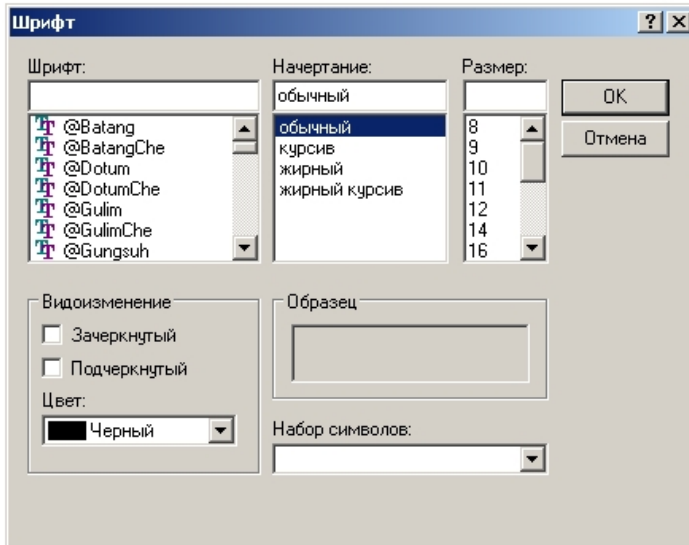 Шрифт
Шрифт:
Начертание:
Размер:
обычный
OK
Отмена
@Batang
@BatangChe
@Dotum
@DotumChe
@Gulim
@GulimChe
@Gungsuh
обычный
курсив
жирный
жирный курсив
8
9
10
11
12
14
16
Видоизменение
Зачеркнутый
Подчеркнутый
Цвет:
Черный
Образец
Набор символов: